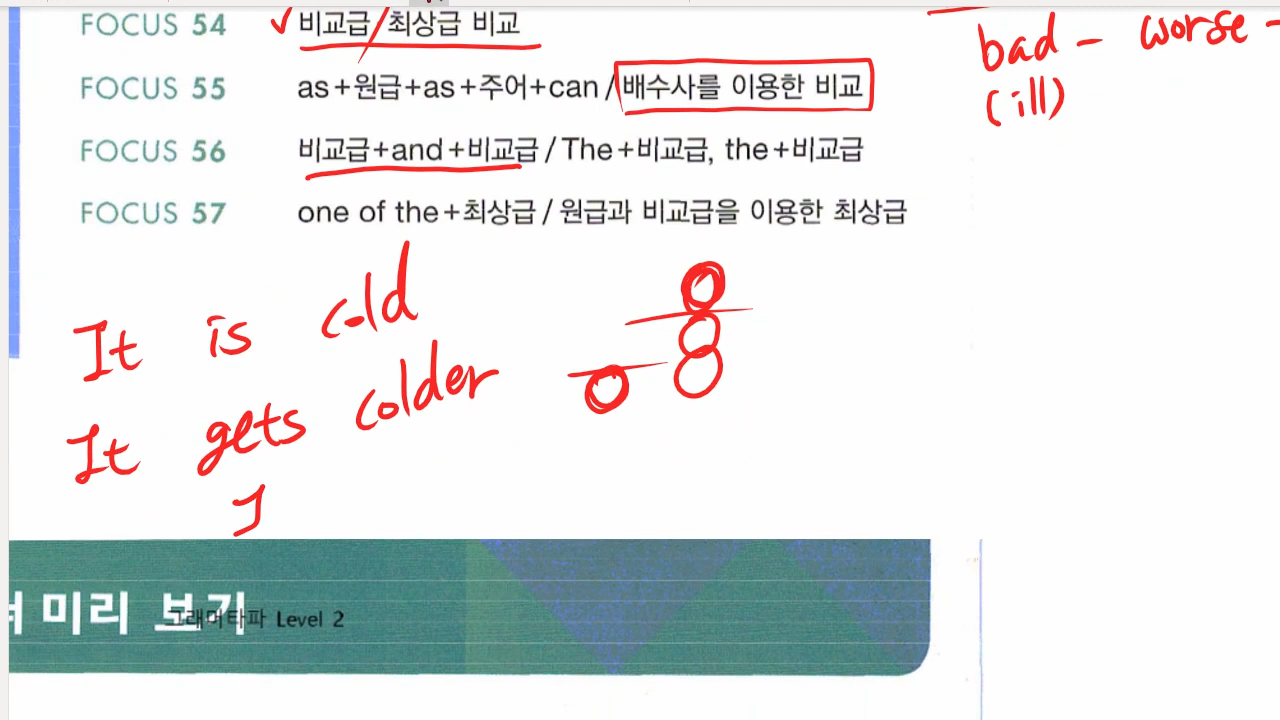 FOCUS 54 비교급/최상급 비교
FOCUS 55 as+원급+as+주어+can/배수사를 이용한 비교
FOCUS 56 비교급+and+비교급/The+비교급, the+비교급
FOCUS 57 one of the+최상급/원급과 비교급을 이용한 최상급
bad - worse -
(ill)
It is cold
It gets colder
미리 보기
그래머타파 Level 2